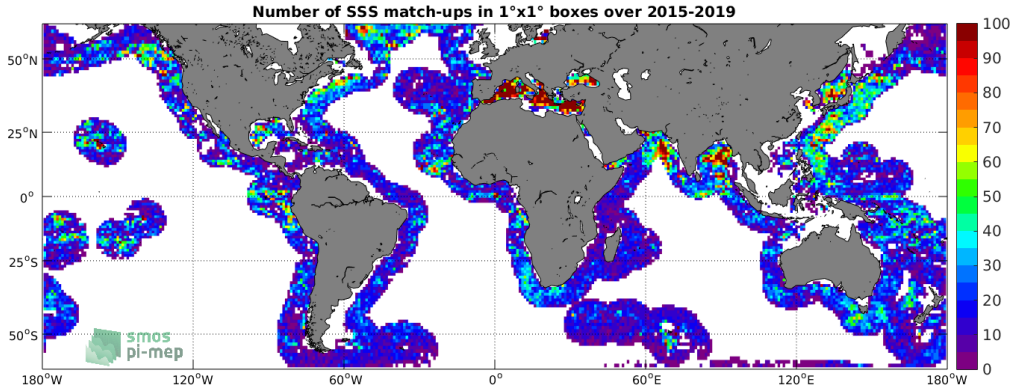 Number of SSS match-ups in 1°x1° boxes over 2015-2019
50°N
25°N
0°
25°S
50°S
180°W
120°W
60°W
0°
60°E
120°E
180°W
100
90
80
70
60
50
40
30
20
10
0
smos
pi-mep